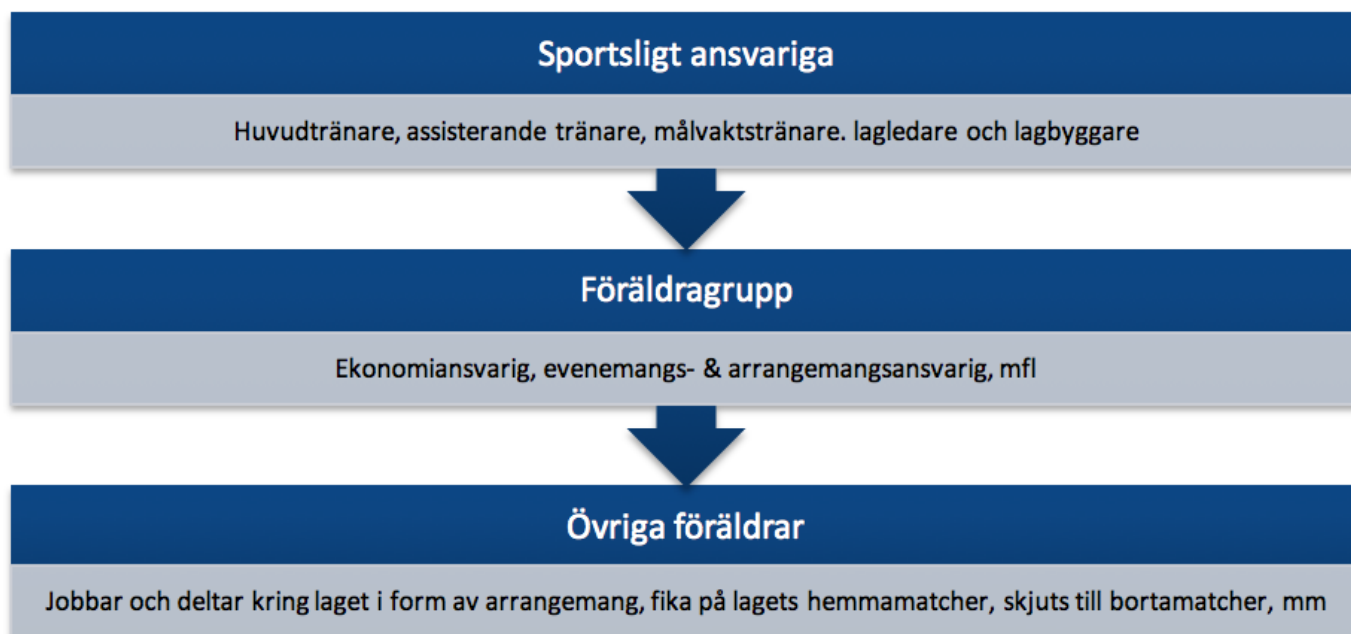 Sportsligt ansvariga
Huvudtränare, assisterande tränare, målvaktstränare. lagledare och lagbyggare
Föräldragrupp
Ekonomiansvarig, evenemangs- & arrangemangsansvarig, mfl
Övriga föräldrar
Jobbar och deltar kring laget i form av arrangemang, fika på lagets hemmamatcher, skjuts till bortamatcher, mm